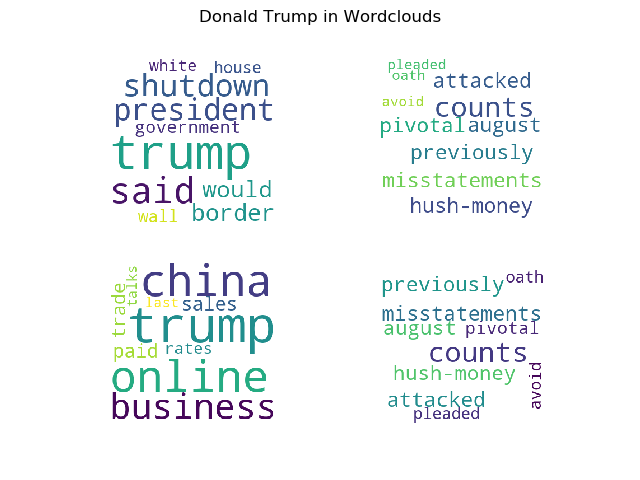 Donald Trump in Wordclouds
white house
shutdown
president
government
trump
said would
wall border
pleaded
oath attacked
avoid counts
pivotal august
previously
misstatements
hush-money
china
talks
trade last sales
trump
paid rates
online
business
previously oath
misstatements
august pivotal
counts
hush-money
avoid
attacked
pleaded